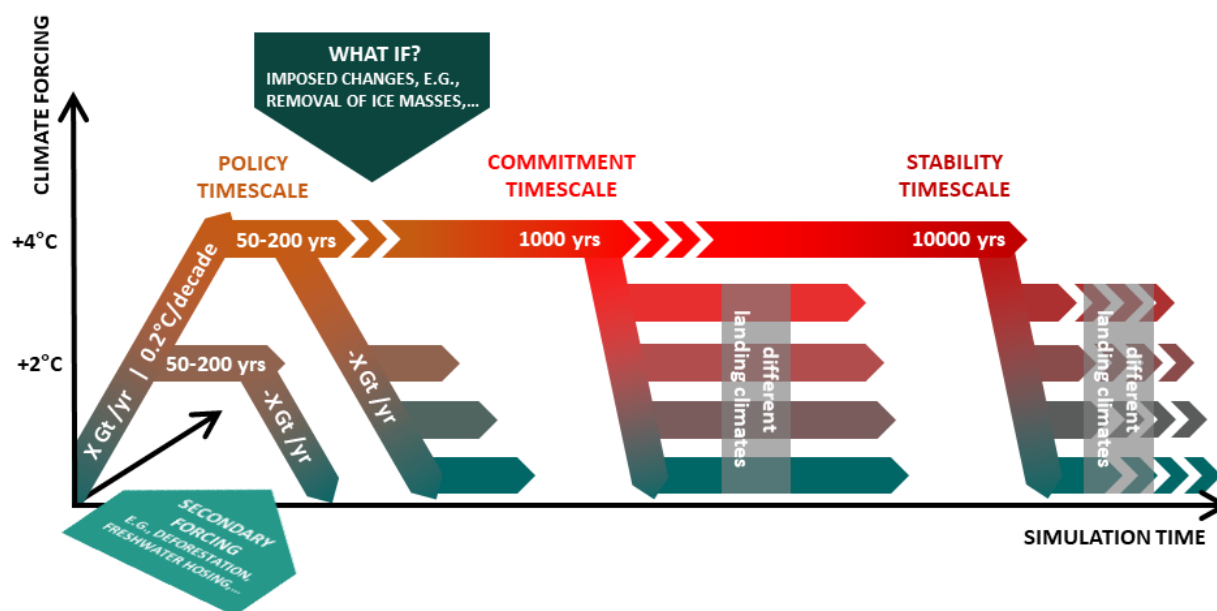 CLIMATE FORCING
WHAT IF?
IMPOSED CHANGES, E.G.,
REMOVAL OF ICE MASSES,...
POLICY
TIMESCALE
COMMITMENT
TIMESCALE
STABILITY
TIMESCALE
+4°C
50-200 yrs
1000 yrs
10000 yrs
X Gt /yr | 0.2°C/decade
+2°C
50-200 yrs
-X Gt /yr
-X Gt /yr
different
landing climates
different
landing climates
SECONDARY
FORCING
E.G., DEFORESTATION,
FRESHWATER HOSING,...
SIMULATION TIME